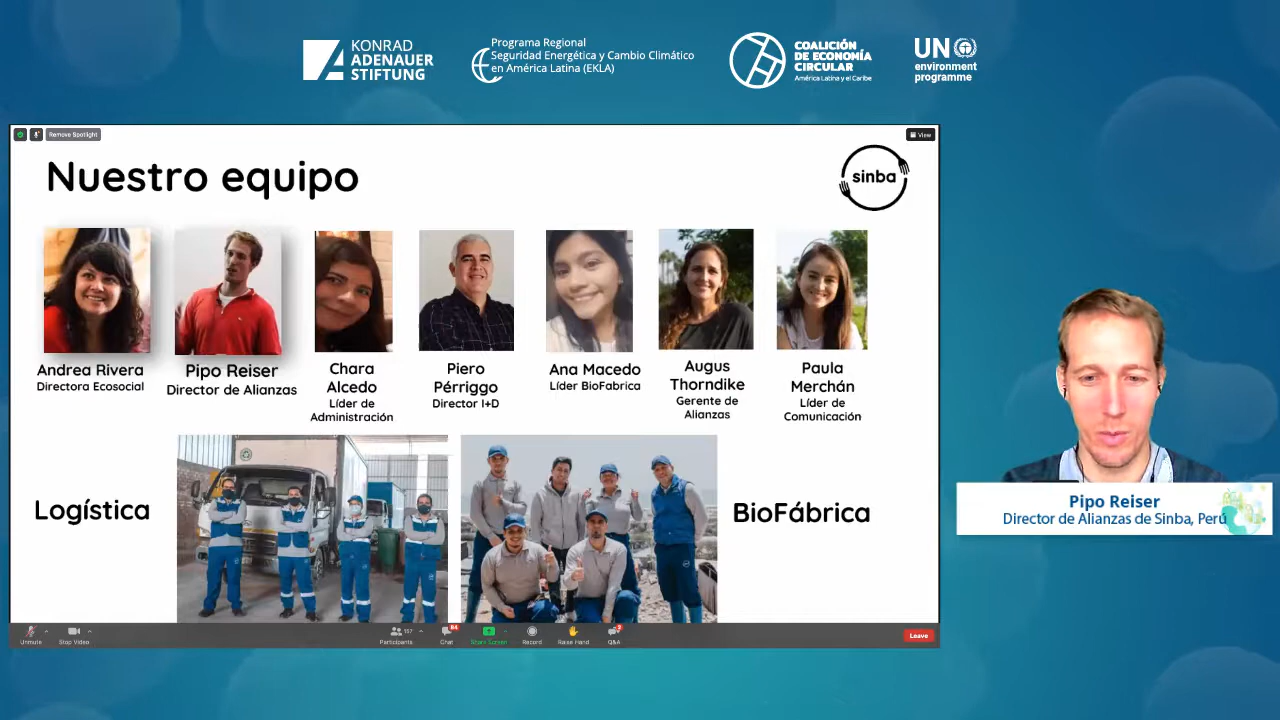 KONRAD
ADENAUER
STIFTUNG
Programa Regional
Seguridad Energética y Cambio Climático
en América Latina (EKLA)
COALICIÓN
DE ECONOMÍA
CIRCULAR
América Latina y el Caribe
UN
environment
programme
Remove Spotlight
View
Nuestro equipo
sinba
Andrea Rivera
Directora Ecosocial
Pipo Reiser
Director de Alianzas
Chara
Alcedo
Líder de
Administración
Piero
Pérriggo
Director I+D
Ana Macedo
Líder BioFabrica
Augus
Thorndike
Gerente de
Alianzas
Paula
Merchán
Líder de
Comunicación
Logística
BioFábrica
Pipo Reiser
Director de Alianzas de Sinba, Perú
Unmute
Stop Video
Participants
157
Chat
84
Share Screen
Record
Raise Hand
Q&A
Leave